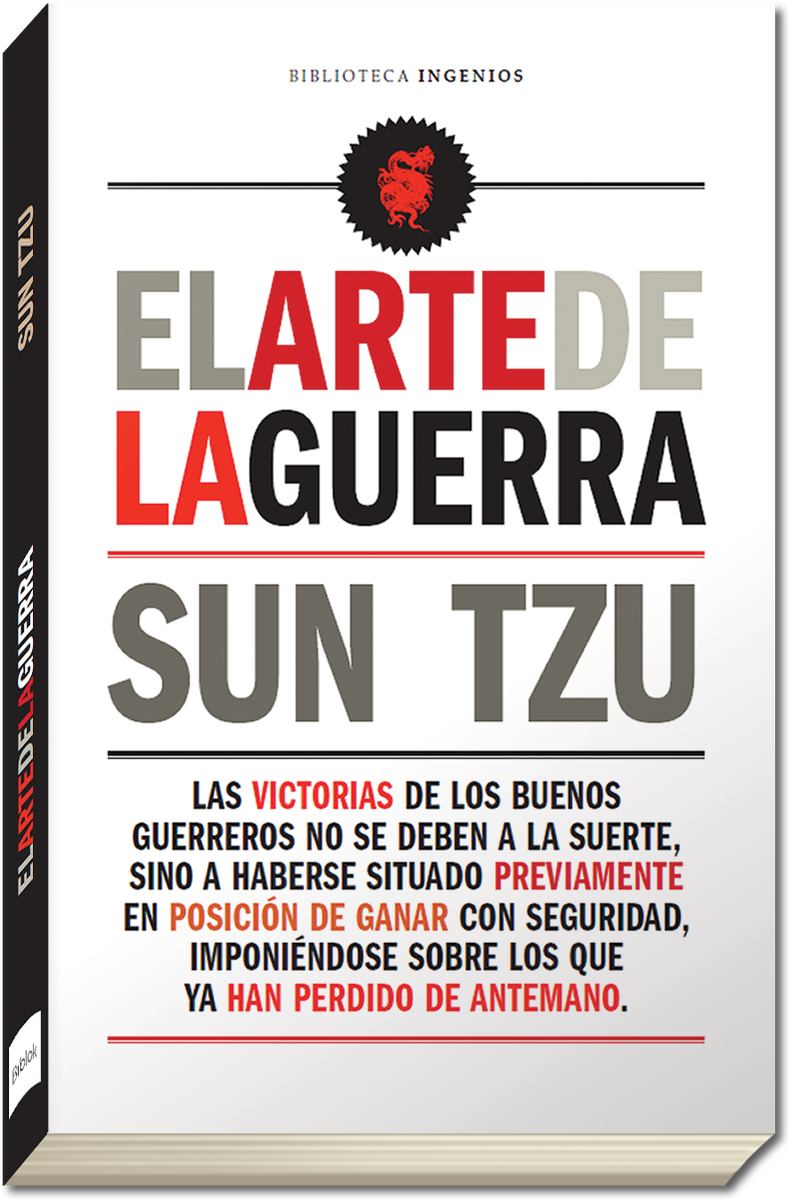 BIBLIOTECA INGENIOS
ELARTEDE
LAGUERRA
SUN TZU
LAS VICTORIAS DE LOS BUENOS
GUERREROS NO SE DEBEN A LA SUERTE,
SINO A HABERSE SITUADO PREVIAMENTE
EN POSICIÓN DE GANAR CON SEGURIDAD,
IMPONIÉNDOSE SOBRE LOS QUE
YA HAN PERDIDO DE ANTEMANO.
ELARTEDELAGUERRA
SUN TZU
Biblok